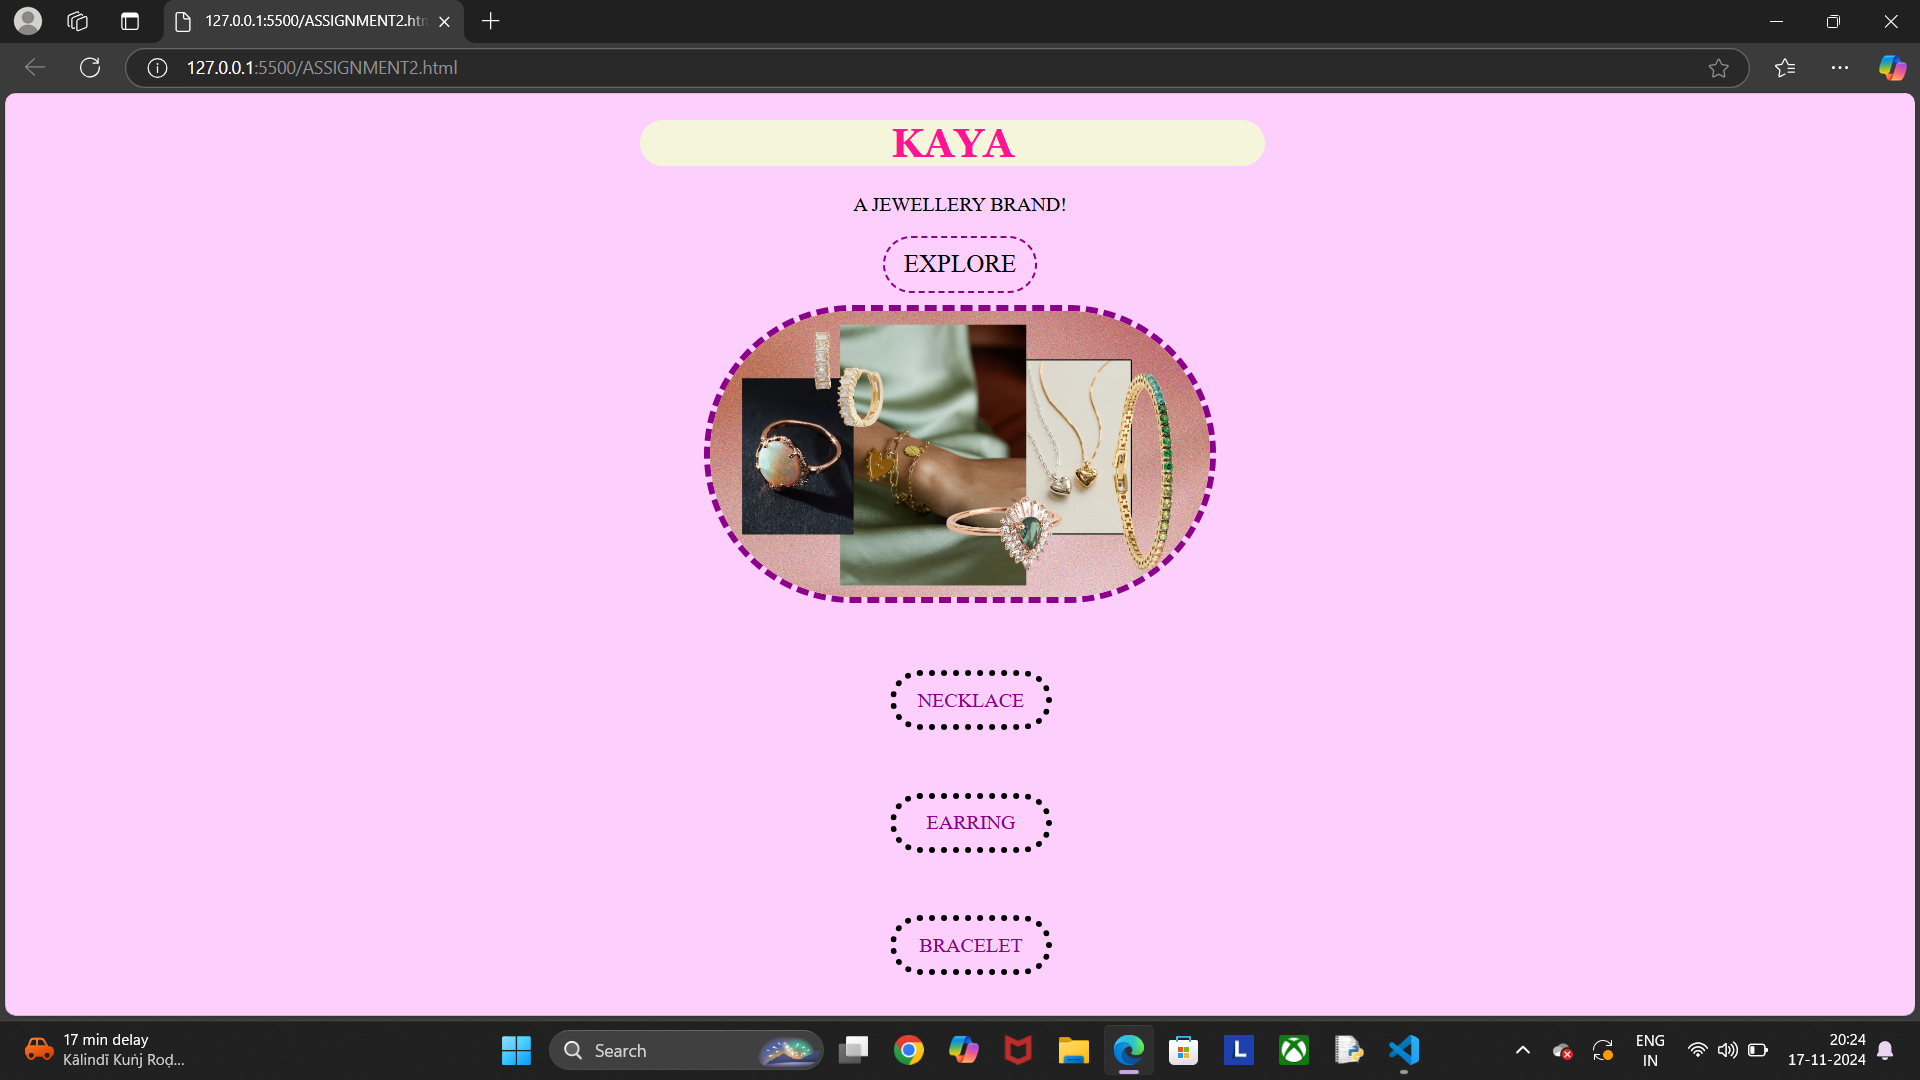 127.0.0.1:5500/ASSIGNMENT2.htm
127.0.0.1:5500/ASSIGNMENT2.html
KAYA
A JEWELLERY BRAND!
EXPLORE
NECKLACE
EARRING
BRACELET
17 min delay
Kālindī Kuṅj Roḍ...
Search
L
ENG
IN
20:24
17-11-2024